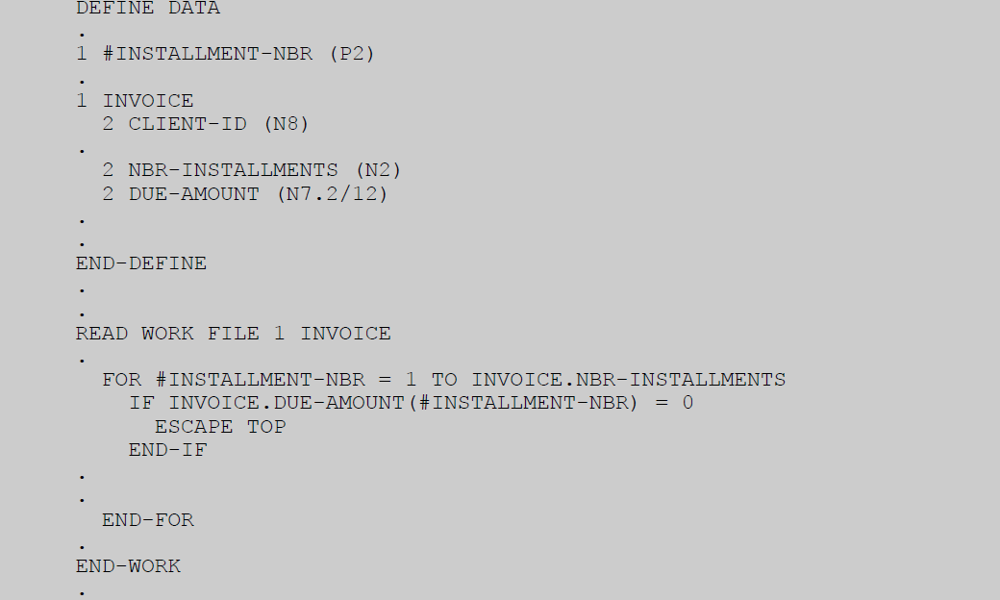 DEFINE DATA
.
1 #INSTALLMENT-NBR (P2)
.
1 INVOICE
  2 CLIENT-ID (N8)
.
  2 NBR-INSTALLMENTS (N2)
  2 DUE-AMOUNT (N7.2/12)
.
.
END-DEFINE
.
.
READ WORK FILE 1 INVOICE
.
  FOR #INSTALLMENT-NBR = 1 TO INVOICE.NBR-INSTALLMENTS
    IF INVOICE.DUE-AMOUNT(#INSTALLMENT-NBR) = 0
      ESCAPE TOP
    END-IF
.
.
  END-FOR
.
END-WORK
.